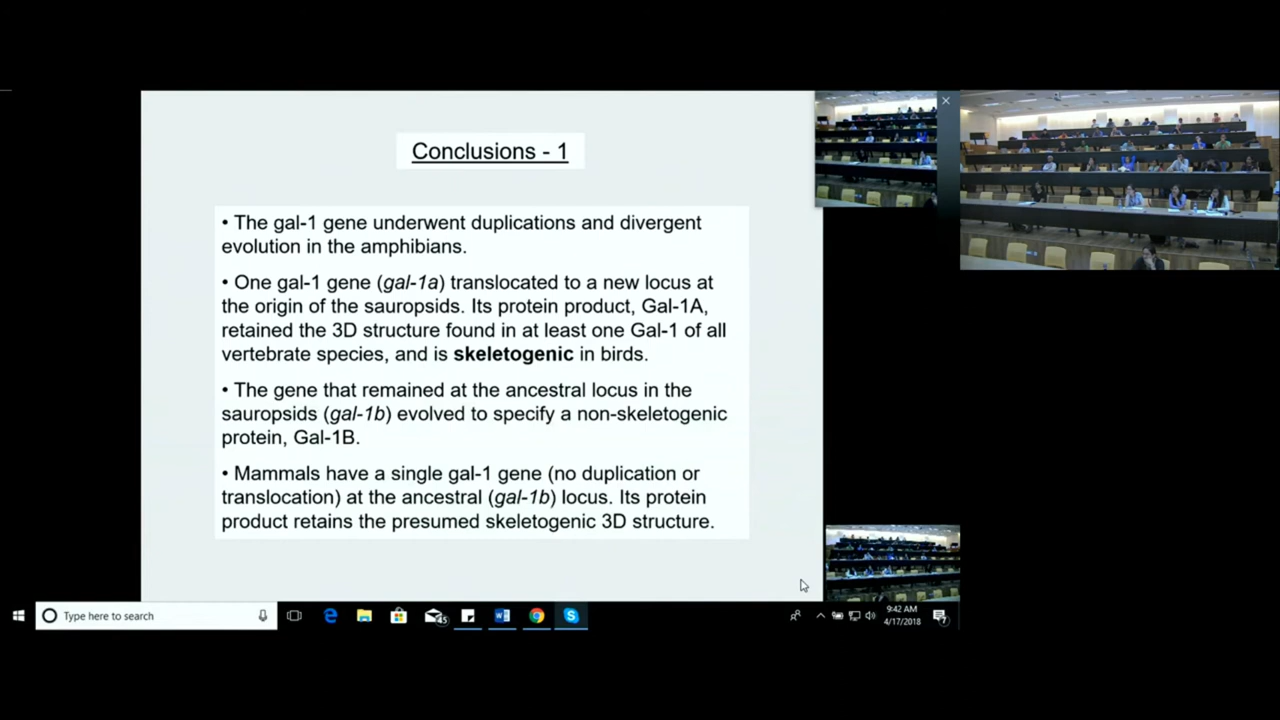 Conclusions - 1
• The gal-1 gene underwent duplications and divergent
evolution in the amphibians.
• One gal-1 gene (gal-1a) translocated to a new locus at
the origin of the sauropsids. Its protein product, Gal-1A,
retained the 3D structure found in at least one Gal-1 of all
vertebrate species, and is skeletogenic in birds.
• The gene that remained at the ancestral locus in the
sauropsids (gal-1b) evolved to specify a non-skeletogenic
protein, Gal-1B.
• Mammals have a single gal-1 gene (no duplication or
translocation) at the ancestral (gal-1b) locus. Its protein
product retains the presumed skeletogenic 3D structure.
Type here to search
45
9:42 AM
4/17/2018
7